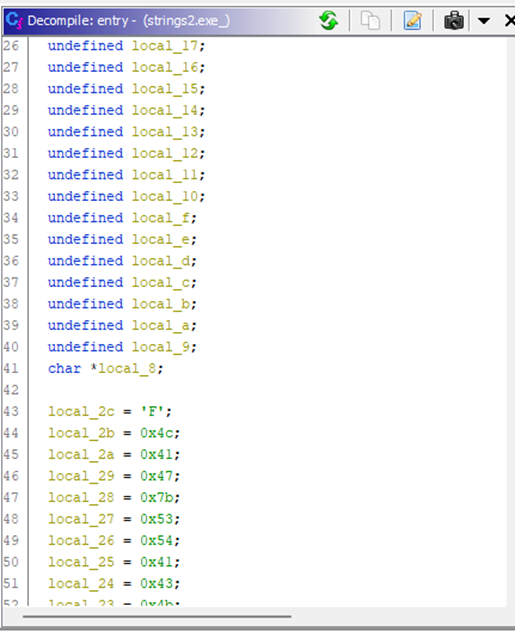 Decompile: entry - (strings2.exe_)
26 undefined local_17;
27 undefined local_16;
28 undefined local_15;
29 undefined local_14;
30 undefined local_13;
31 undefined local_12;
32 undefined local_11;
33 undefined local_10;
34 undefined local_f;
35 undefined local_e;
36 undefined local_d;
37 undefined local_c;
38 undefined local_b;
39 undefined local_a;
40 undefined local_9;
41 char *local_8;
42
43 local_2c = 'F';
44 local_2b = 0x4c;
45 local_2a = 0x41;
46 local_29 = 0x47;
47 local_28 = 0x7b;
48 local_27 = 0x53;
49 local_26 = 0x54;
50 local_25 = 0x41;
51 local_24 = 0x43;
52 local_23 = 0x4b;